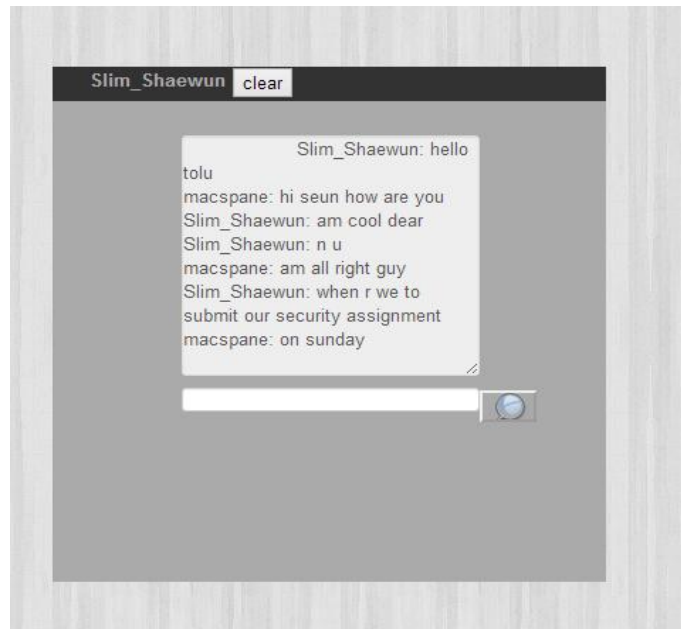 Slim_Shaewun clear
Slim_Shaewun: hello
tolu
macspane: hi seun how are you
Slim_Shaewun: am cool dear
Slim_Shaewun: n u
macspane: am all right guy
Slim_Shaewun: when r we to
submit our security assignment
macspane: on sunday